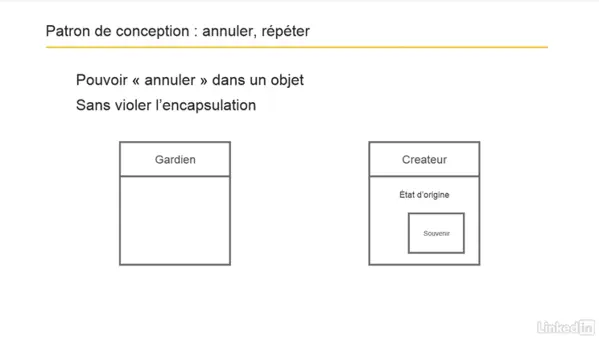 Patron de conception : annuler, répéter
Pouvoir « annuler » dans un objet
Sans violer l’encapsulation
Gardien
Createur
État d’origine
Souvenir
LinkedIn